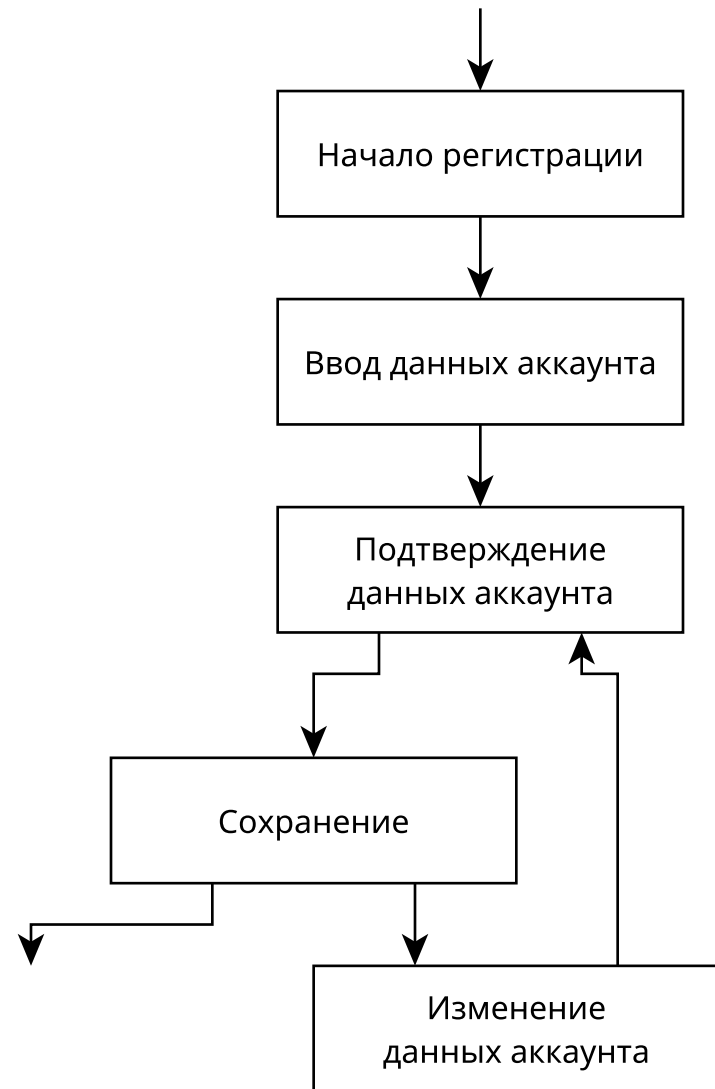 Начало регистрации
Ввод данных аккаунта
Подтверждение
данных аккаунта
Сохранение
Изменение
данных аккаунта